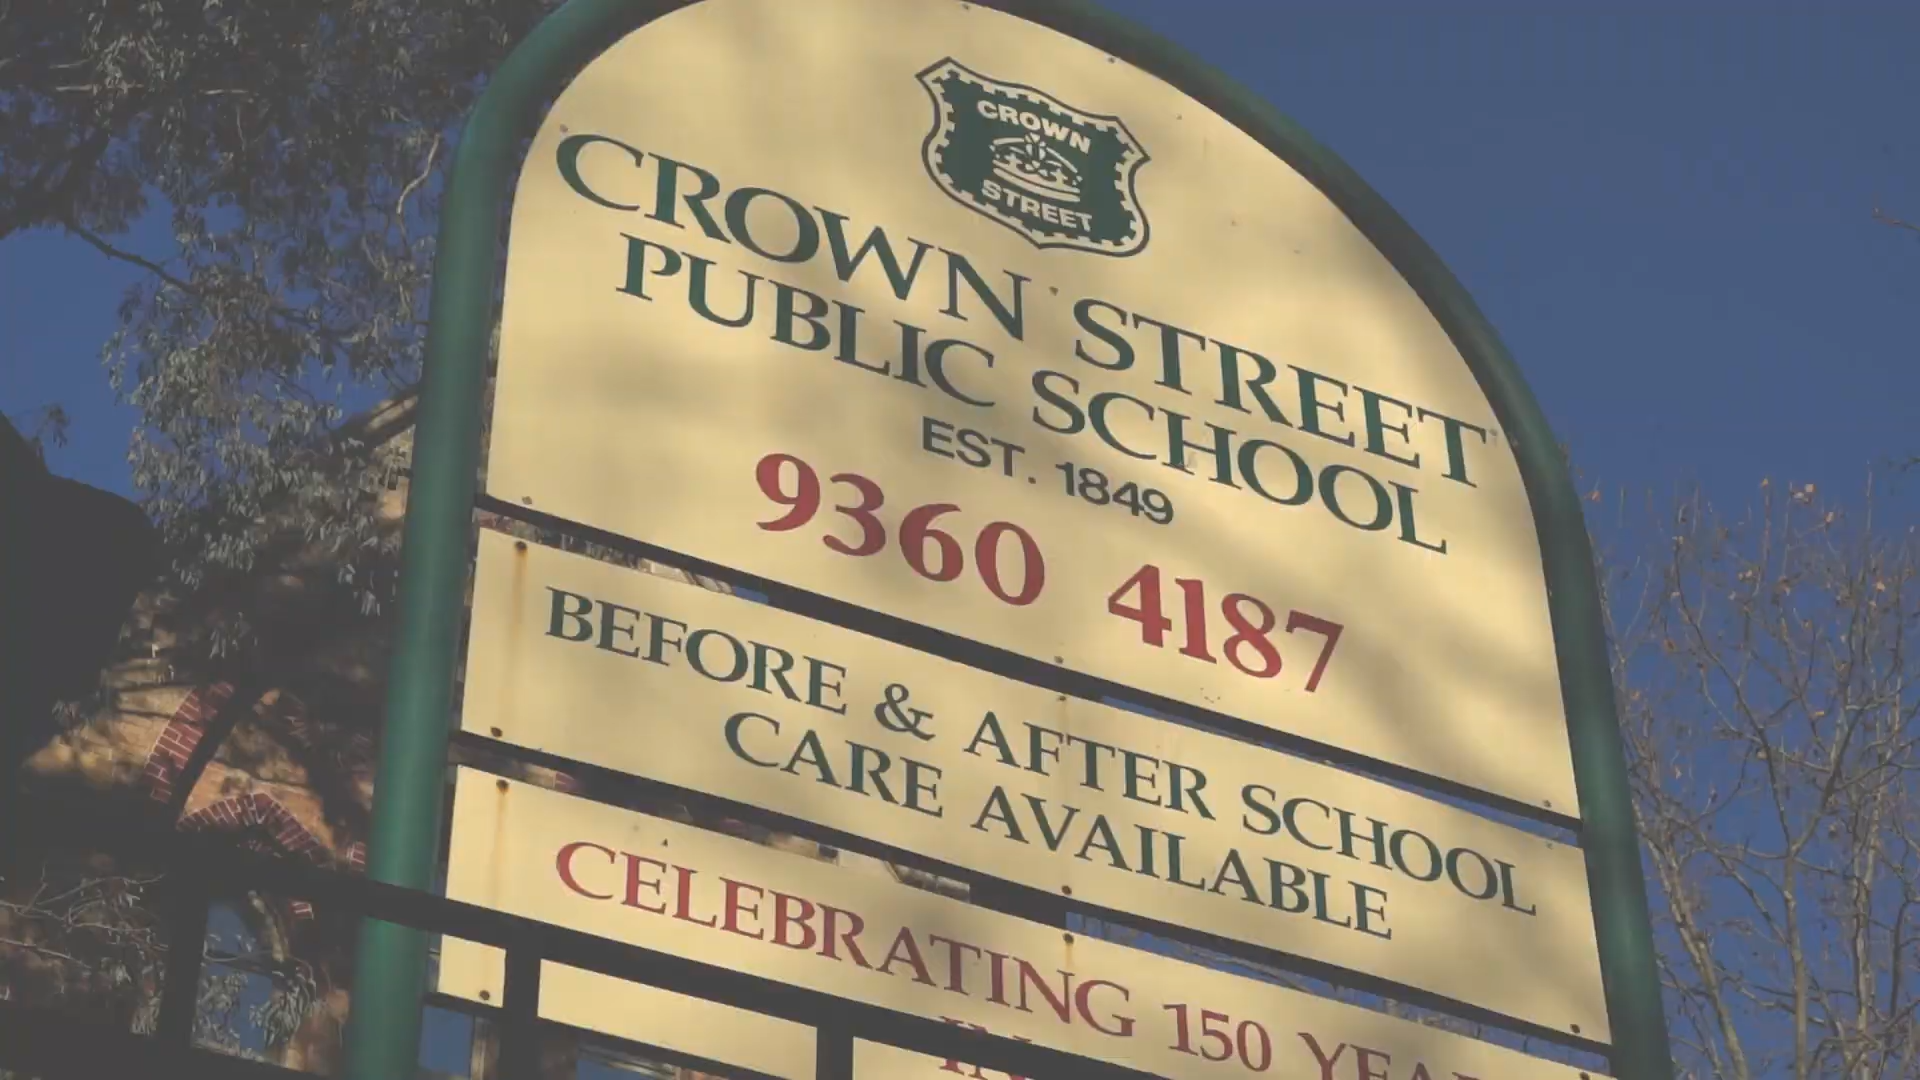 CROWN
STREET
CROWN STREET
PUBLIC SCHOOL
EST. 1849
9360 4187
BEFORE & AFTER SCHOOL
CARE AVAILABLE
CELEBRATING 150